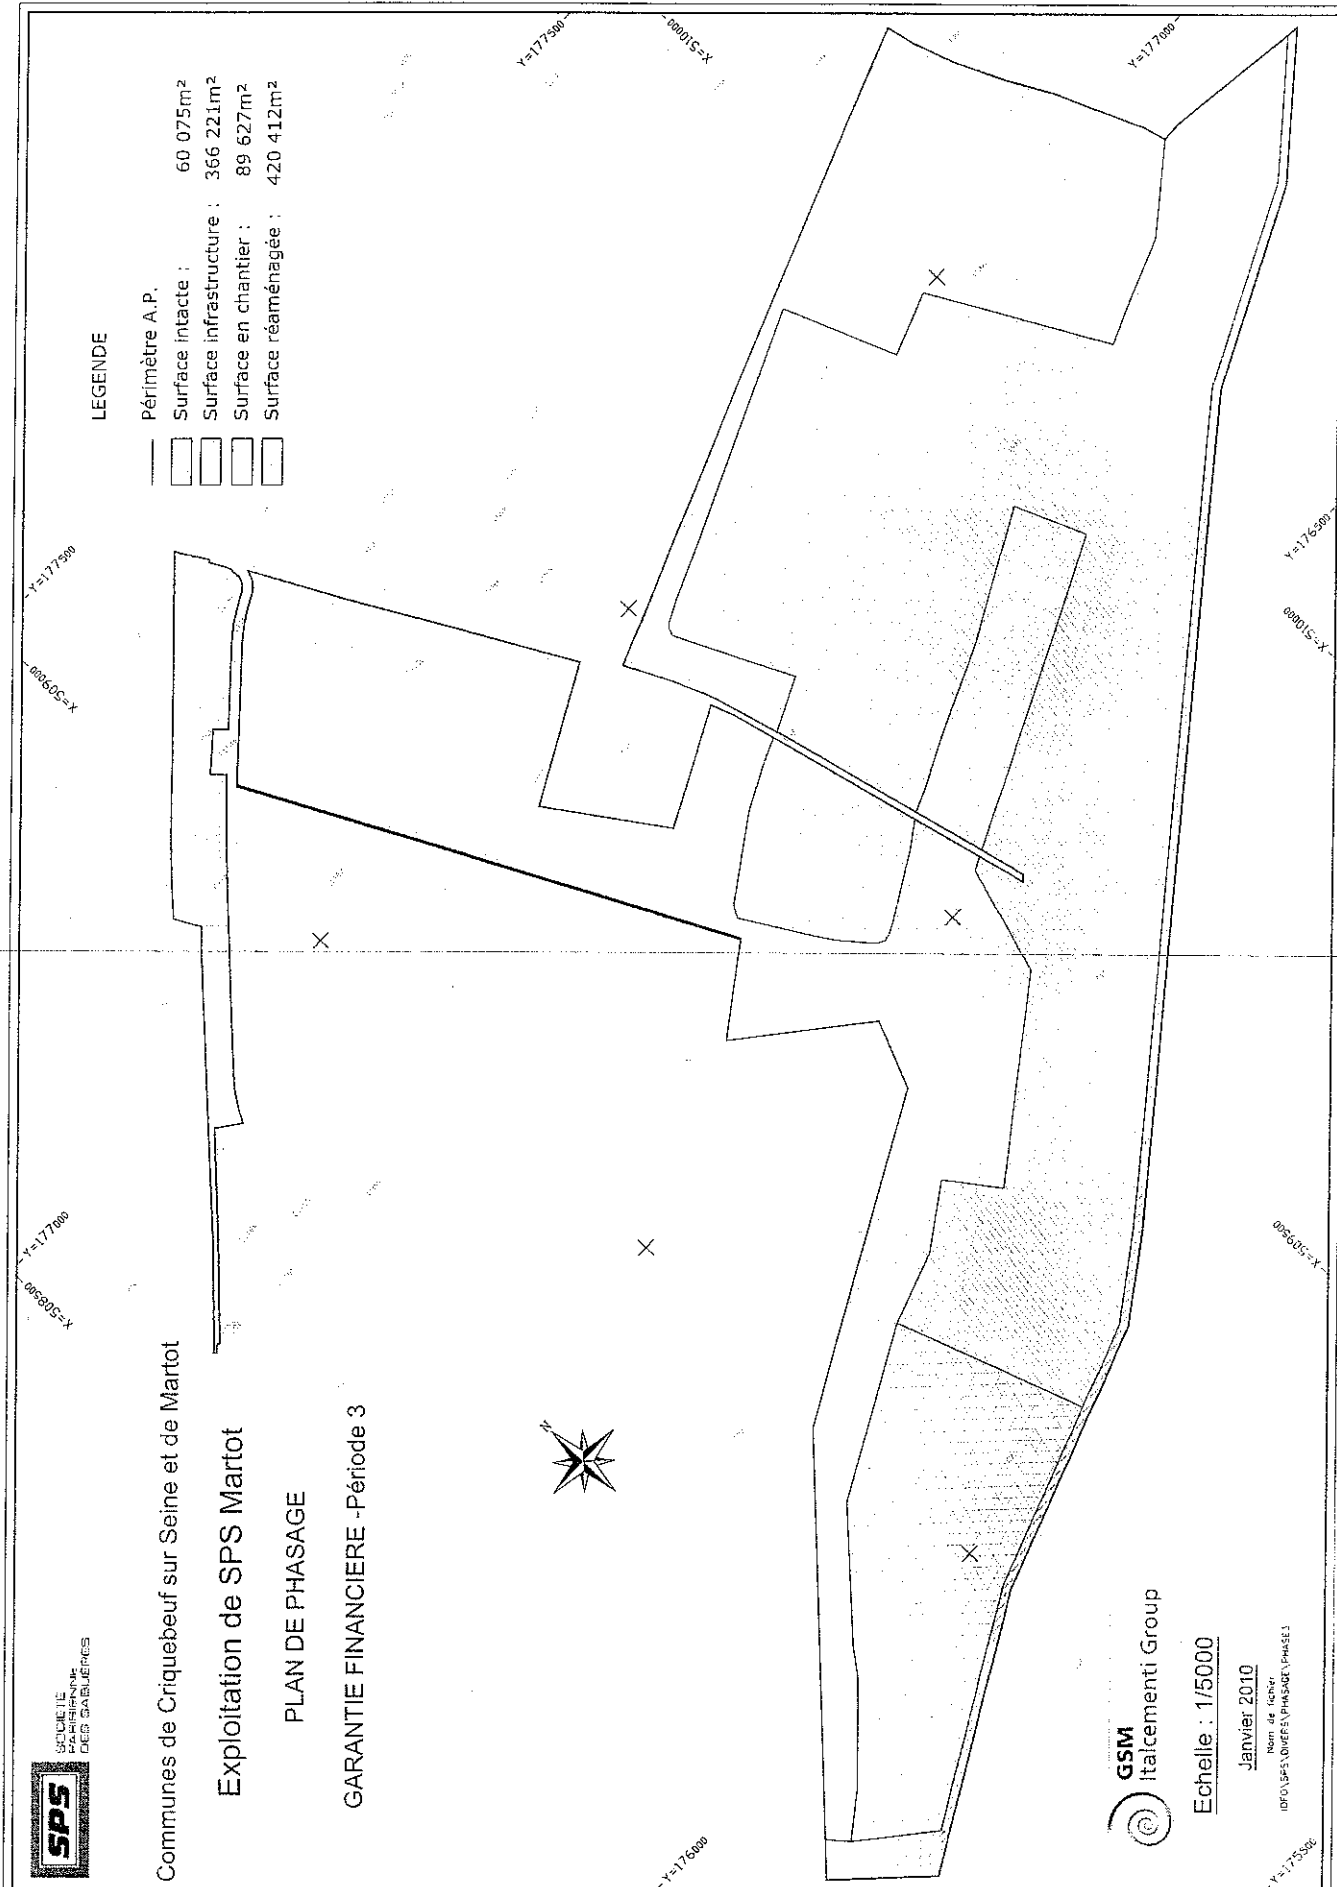 SPS
SOCIETE
PARISIENNE
DES SABLIERES
Communes de Criquebeuf sur Seine et de Martot
Exploitation de SPS Martot
PLAN DE PHASAGE
GARANTIE FINANCIERE -Période 3
LEGENDE
Périmètre A.P.
Surface intacte : 60 075m²
Surface infrastructure : 366 221m²
Surface en chantier : 89 627m²
Surface réaménagée : 420 412m²
X=508500
Y=177000
X=509000
Y=177500
Y=177500
X=510000
Y=177000
Y=176500
X=510000
X=509500
Y=176000
Y=175500
N
GSM
Italcementi Group
Echelle : 1/5000
Janvier 2010
Nom de fichier